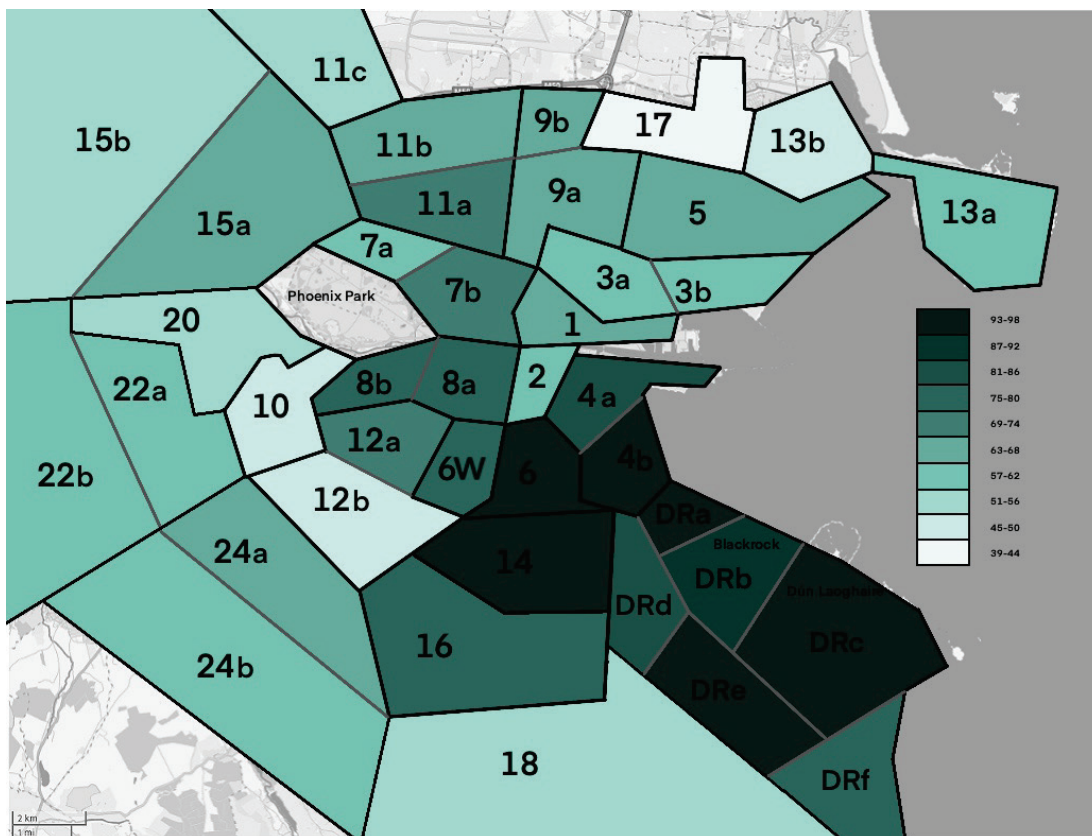 11c
9b
17
15b
11b
13b
11a
9a
5
13a
15a
7a
Phoenix Park
7b
3a
3b
20
1
93-98
87-92
81-86
75-80
69-74
63-68
57-62
51-56
45-50
39-44
22a
10
8b
8a
2
4a
12a
6W
6
4b
22b
12b
DRa
Blackrock
24a
14
DRb
Dún Laoghaire
DRd
16
DRc
24b
DRe
18
DRf
2 km
1 mi